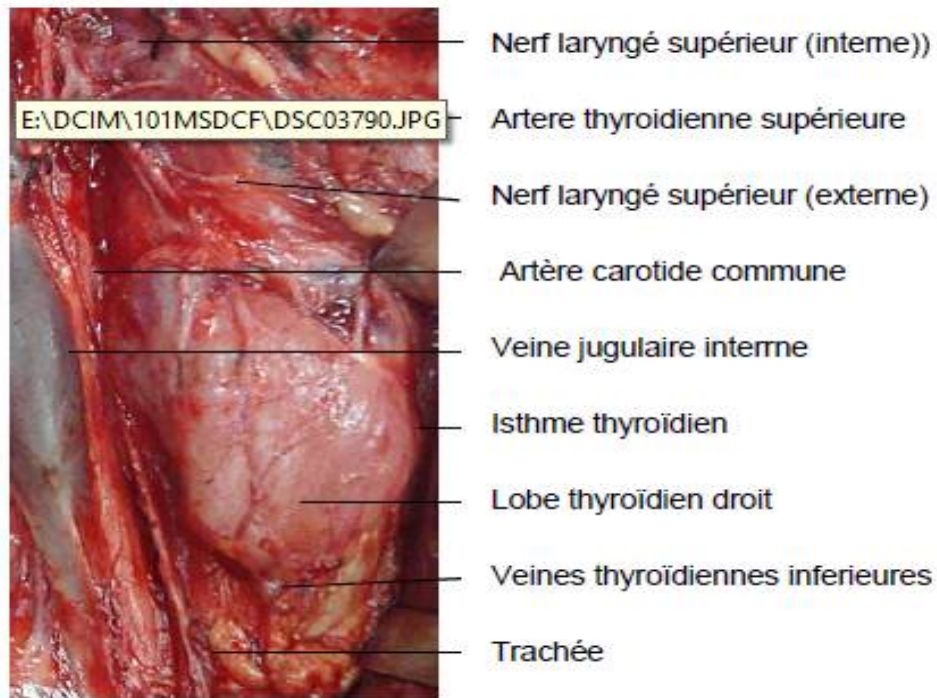 Nerf laryngé supérieur (interne))
E:\DCIM\101MSDCF\DSC03790.JPG
Artere thyroidienne supérieure
Nerf laryngé supérieur (externe)
Artère carotide commune
Veine jugulaire interrne
Isthme thyroïdien
Lobe thyroïdien droit
Veines thyroïdiennes inferieures
Trachée